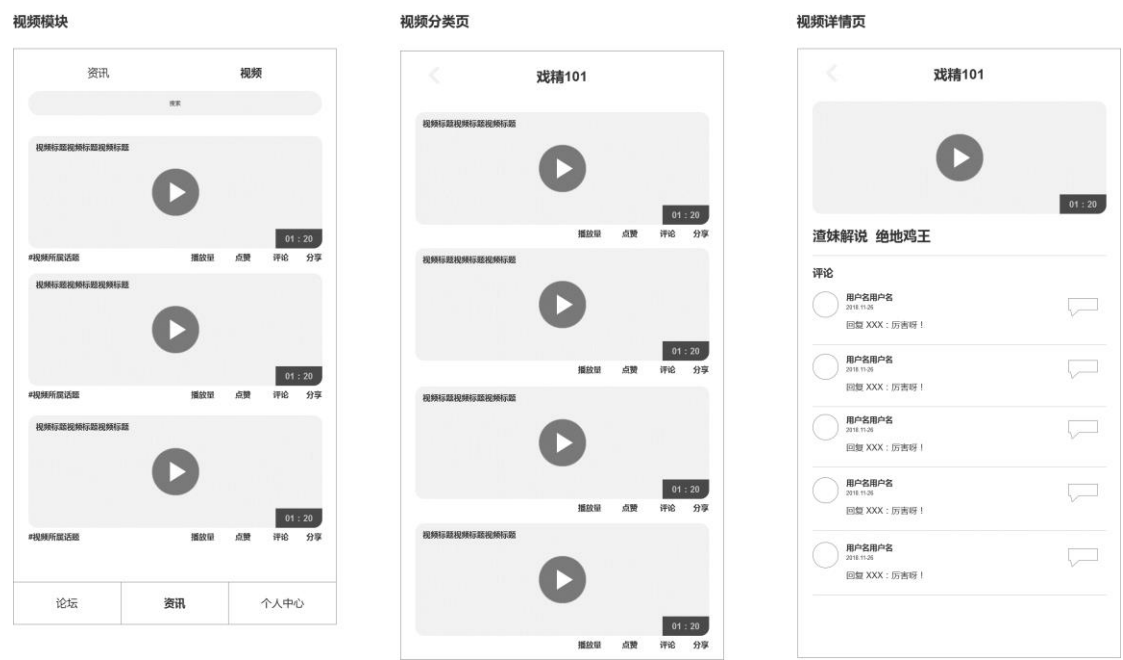 视频模块
资讯 视频
搜索
视频标题视频标题视频标题
01：20
#视频所属话题 播放量 点赞 评论 分享
视频标题视频标题视频标题
01：20
#视频所属话题 播放量 点赞 评论 分享
视频标题视频标题视频标题
01：20
#视频所属话题 播放量 点赞 评论 分享
论坛 资讯 个人中心
视频分类页
戏精101
视频标题视频标题视频标题
01：20
播放量 点赞 评论 分享
视频标题视频标题视频标题
01：20
播放量 点赞 评论 分享
视频标题视频标题视频标题
01：20
播放量 点赞 评论 分享
视频标题视频标题视频标题
01：20
播放量 点赞 评论 分享
视频详情页
戏精101
01：20
渣妹解说 绝地鸡王
评论
用户名用户名
2018.11-26
回复 XXX：厉害呀！
用户名用户名
2018.11-26
回复 XXX：厉害呀！
用户名用户名
2018.11-26
回复 XXX：厉害呀！
用户名用户名
2018.11-26
回复 XXX：厉害呀！
用户名用户名
2018.11-26
回复 XXX：厉害呀！